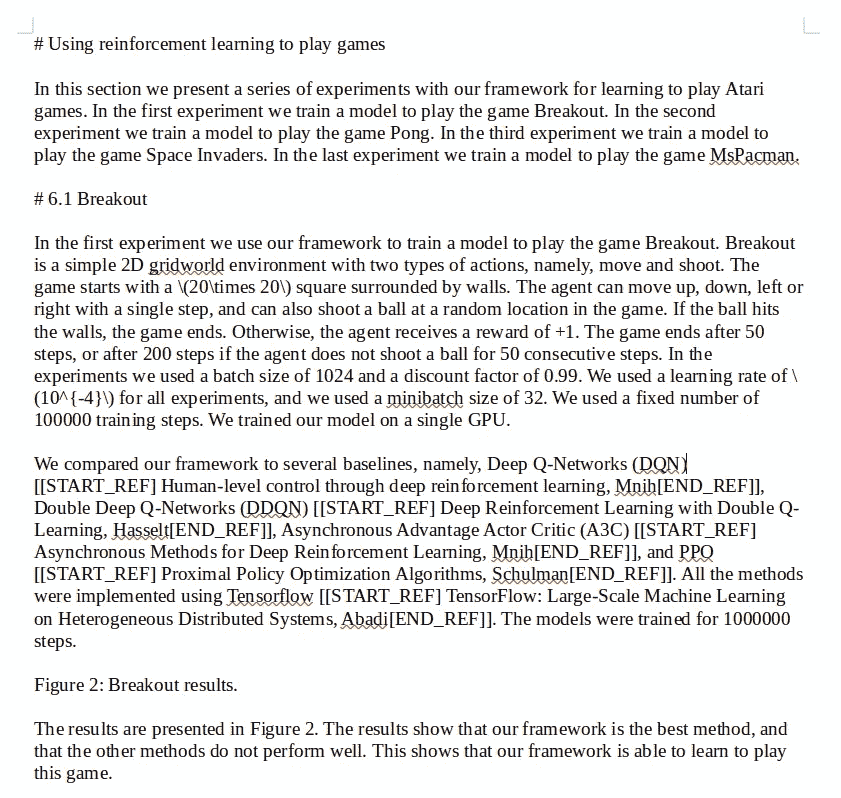 # Using reinforcement learning to play games
In this section we present a series of experiments with our framework for learning to play Atari
games. In the first experiment we train a model to play the game Breakout. In the second
experiment we train a model to play the game Pong. In the third experiment we train a model to
play the game Space Invaders. In the last experiment we train a model to play the game MsPacman.
# 6.1 Breakout
In the first experiment we use our framework to train a model to play the game Breakout. Breakout
is a simple 2D gridworld environment with two types of actions, namely, move and shoot. The
game starts with a \(20\times 20\) square surrounded by walls. The agent can move up, down, left or
right with a single step, and can also shoot a ball at a random location in the game. If the ball hits
the walls, the game ends. Otherwise, the agent receives a reward of +1. The game ends after 50
steps, or after 200 steps if the agent does not shoot a ball for 50 consecutive steps. In the
experiments we used a batch size of 1024 and a discount factor of 0.99. We used a learning rate of \
(10^{-4}\) for all experiments, and we used a minibatch size of 32. We used a fixed number of
100000 training steps. We trained our model on a single GPU.
We compared our framework to several baselines, namely, Deep Q-Networks (DQN)
[[START_REF] Human-level control through deep reinforcement learning, Mnih[END_REF]],
Double Deep Q-Networks (DDQN) [[START_REF] Deep Reinforcement Learning with Double Q-
Learning, Hasselt[END_REF]], Asynchronous Advantage Actor Critic (A3C) [[START_REF]
Asynchronous Methods for Deep Reinforcement Learning, Mnih[END_REF]], and PPO
[[START_REF] Proximal Policy Optimization Algorithms, Schulman[END_REF]]. All the methods
were implemented using Tensorflow [[START_REF] TensorFlow: Large-Scale Machine Learning
on Heterogeneous Distributed Systems, Abadi[END_REF]]. The models were trained for 1000000
steps.
Figure 2: Breakout results.
The results are presented in Figure 2. The results show that our framework is the best method, and
that the other methods do not perform well. This shows that our framework is able to learn to play
this game.